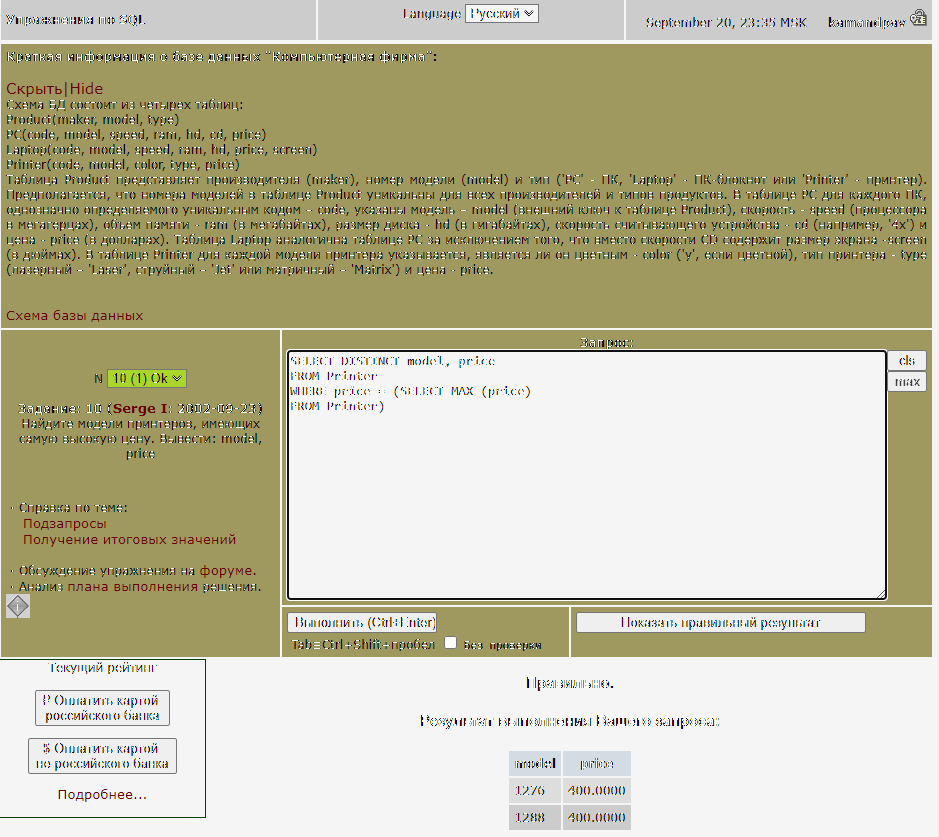 Упражнения по SQL
Language Русский
September 20, 23:35 MSK kamandpav
Краткая информация о базе данных "Компьютерная фирма":
Скрыть|Hide
Схема БД состоит из четырех таблиц:
Product(maker, model, type)
PC(code, model, speed, ram, hd, cd, price)
Laptop(code, model, speed, ram, hd, price, screen)
Printer(code, model, color, type, price)
Таблица Product представляет производителя (maker), номер модели (model) и тип ('PC' - ПК, 'Laptop' - ПК-блокнот или 'Printer' - принтер).
Предполагается, что номера моделей в таблице Product уникальны для всех производителей и типов продуктов. В таблице PC для каждого ПК,
однозначно определяемого уникальным кодом – code, указаны модель – model (внешний ключ к таблице Product), скорость - speed (процессора
в мегагерцах), объем памяти - ram (в мегабайтах), размер диска - hd (в гигабайтах), скорость считывающего устройства - cd (например, '4x') и
цена - price (в долларах). Таблица Laptop аналогична таблице РС за исключением того, что вместо скорости CD содержит размер экрана -screen
(в дюймах). В таблице Printer для каждой модели принтера указывается, является ли он цветным - color ('y', если цветной), тип принтера - type
(лазерный – 'Laser', струйный – 'Jet' или матричный – 'Matrix') и цена - price.
Схема базы данных
N 10 (1) Ok
Задание: 10 (Serge I: 2002-09-23)
Найдите модели принтеров, имеющих
самую высокую цену. Вывести: model,
price
· Справка по теме:
Подзапросы
Получение итоговых значений
· Обсуждение упражнения на форуме.
· Анализ плана выполнения решения.
i
Запрос:
SELECT DISTINCT model, price
FROM Printer
WHERE price = (SELECT MAX (price)
FROM Printer)
cls
max
Выполнить (Ctrl+Enter)
Tab=Ctrl+Shift+пробел Без проверки
Показать правильный результат
Текущий рейтинг
₽ Оплатить картой
российского банка
$ Оплатить картой
не российского банка
Подробнее...
Правильно.
Результат выполнения Вашего запроса:
model price
1276 400.0000
1288 400.0000